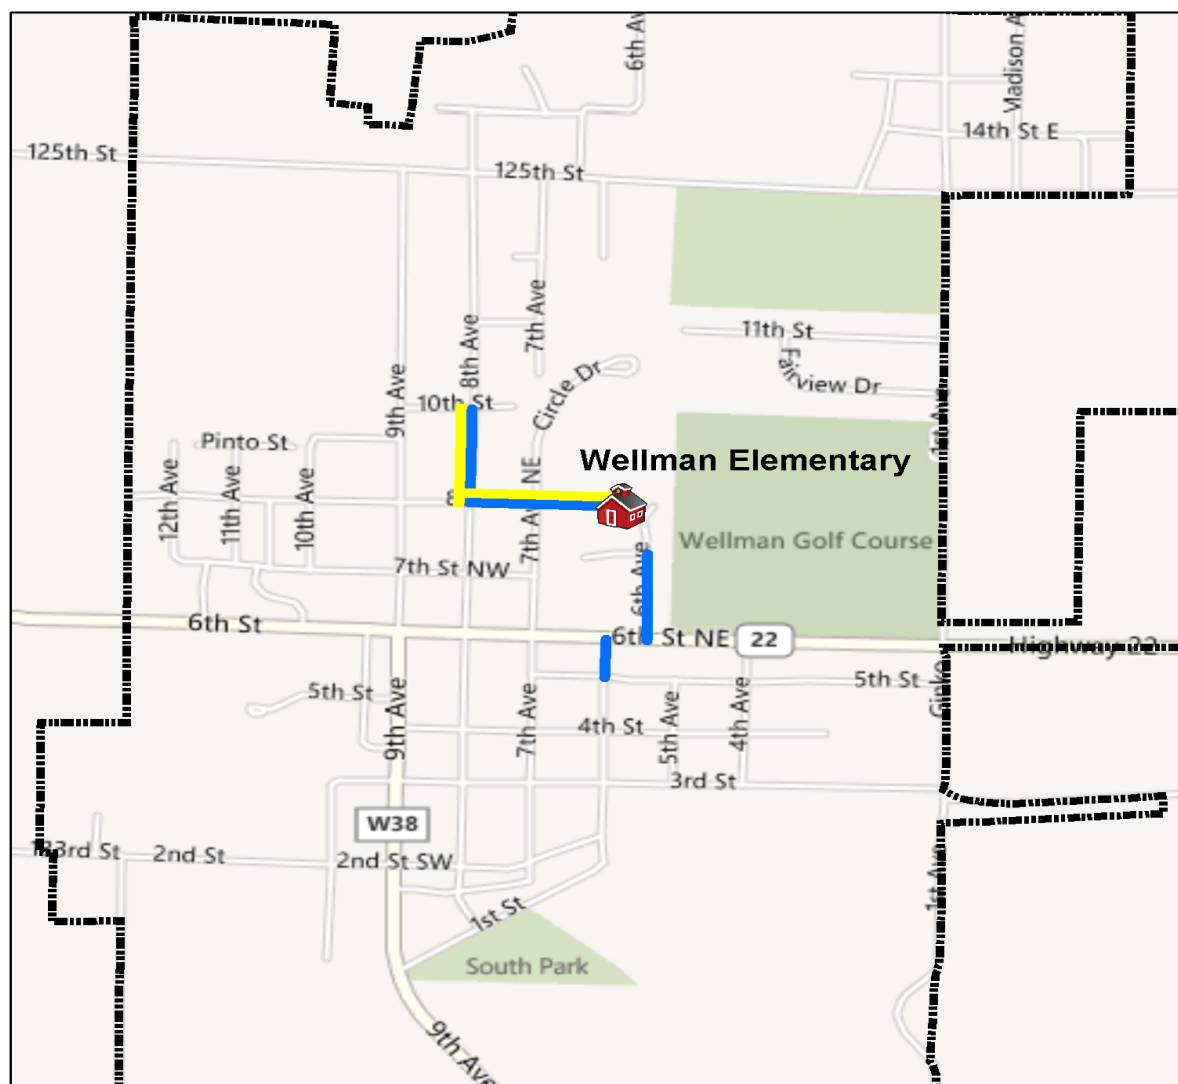 6th Av
Madison A
14th St E
125th St
125th St
7th Ave
8th Ave
11th St
Fairview Dr
Circle Dr
9th Ave
10th St
1st Ave
Pinto St
Wellman Elementary
12th Ave
11th Ave
10th Ave
8
7th Ave NE
Wellman Golf Course
7th St NW
6th Ave
6th St
6th St NE
22
Highway 22
5th St
5th St
9th Ave
7th Ave
4th St
5th Ave
4th Ave
3rd St
W38
133rd St
2nd St
2nd St SW
1st Ave
1st St
South Park
9th Ave